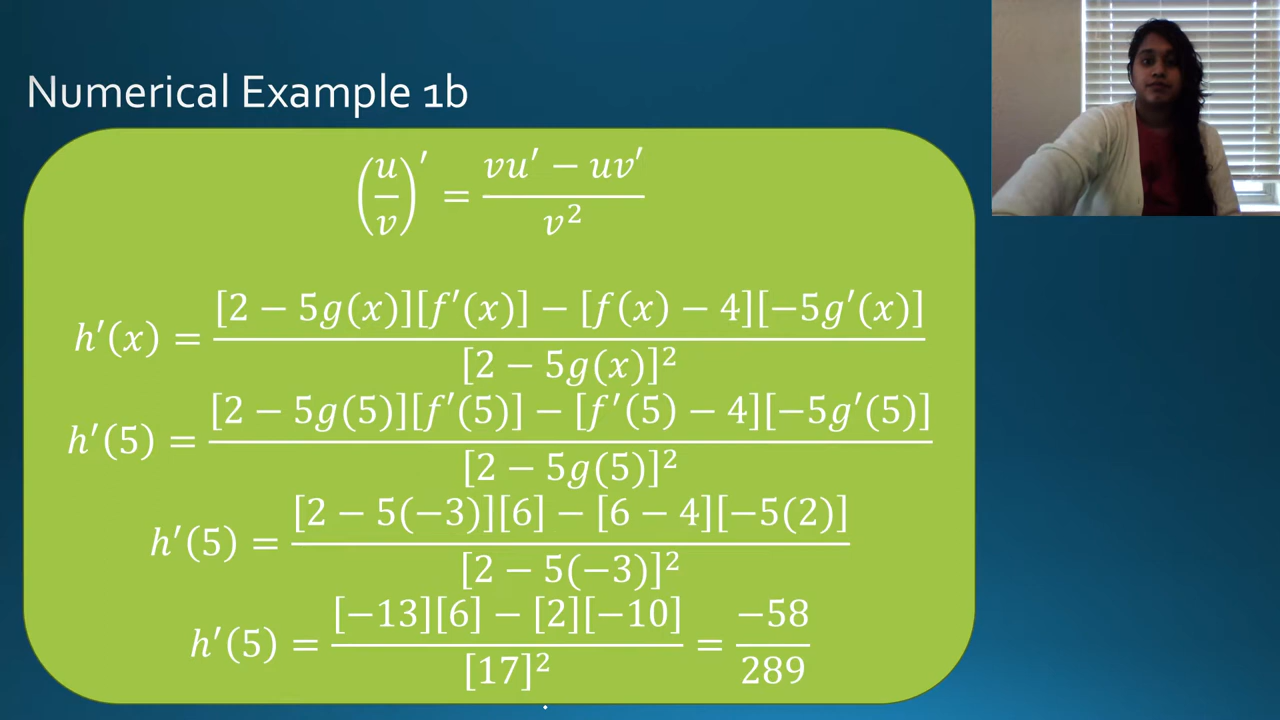 Numerical Example 1b
(u/v)′ = (vu′ − uv′)/v²
h′(x) = [2 − 5g(x)][f′(x)] − [f(x) − 4][−5g′(x)] / [2 − 5g(x)]²
h′(5) = [2 − 5g(5)][f′(5)] − [f′(5) − 4][−5g′(5)] / [2 − 5g(5)]²
h′(5) = [2 − 5(−3)][6] − [6 − 4][−5(2)] / [2 − 5(−3)]²
h′(5) = [−13][6] − [2][−10] / [17]² = −58/289